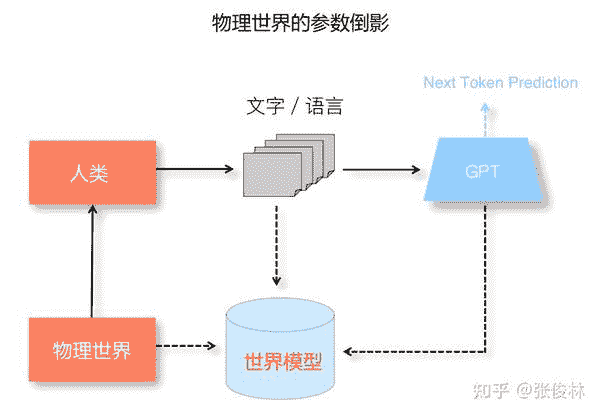 物理世界的参数倒影
Next Token Prediction
文字 / 语言
人类
GPT
物理世界
世界模型
知乎 @张俊林